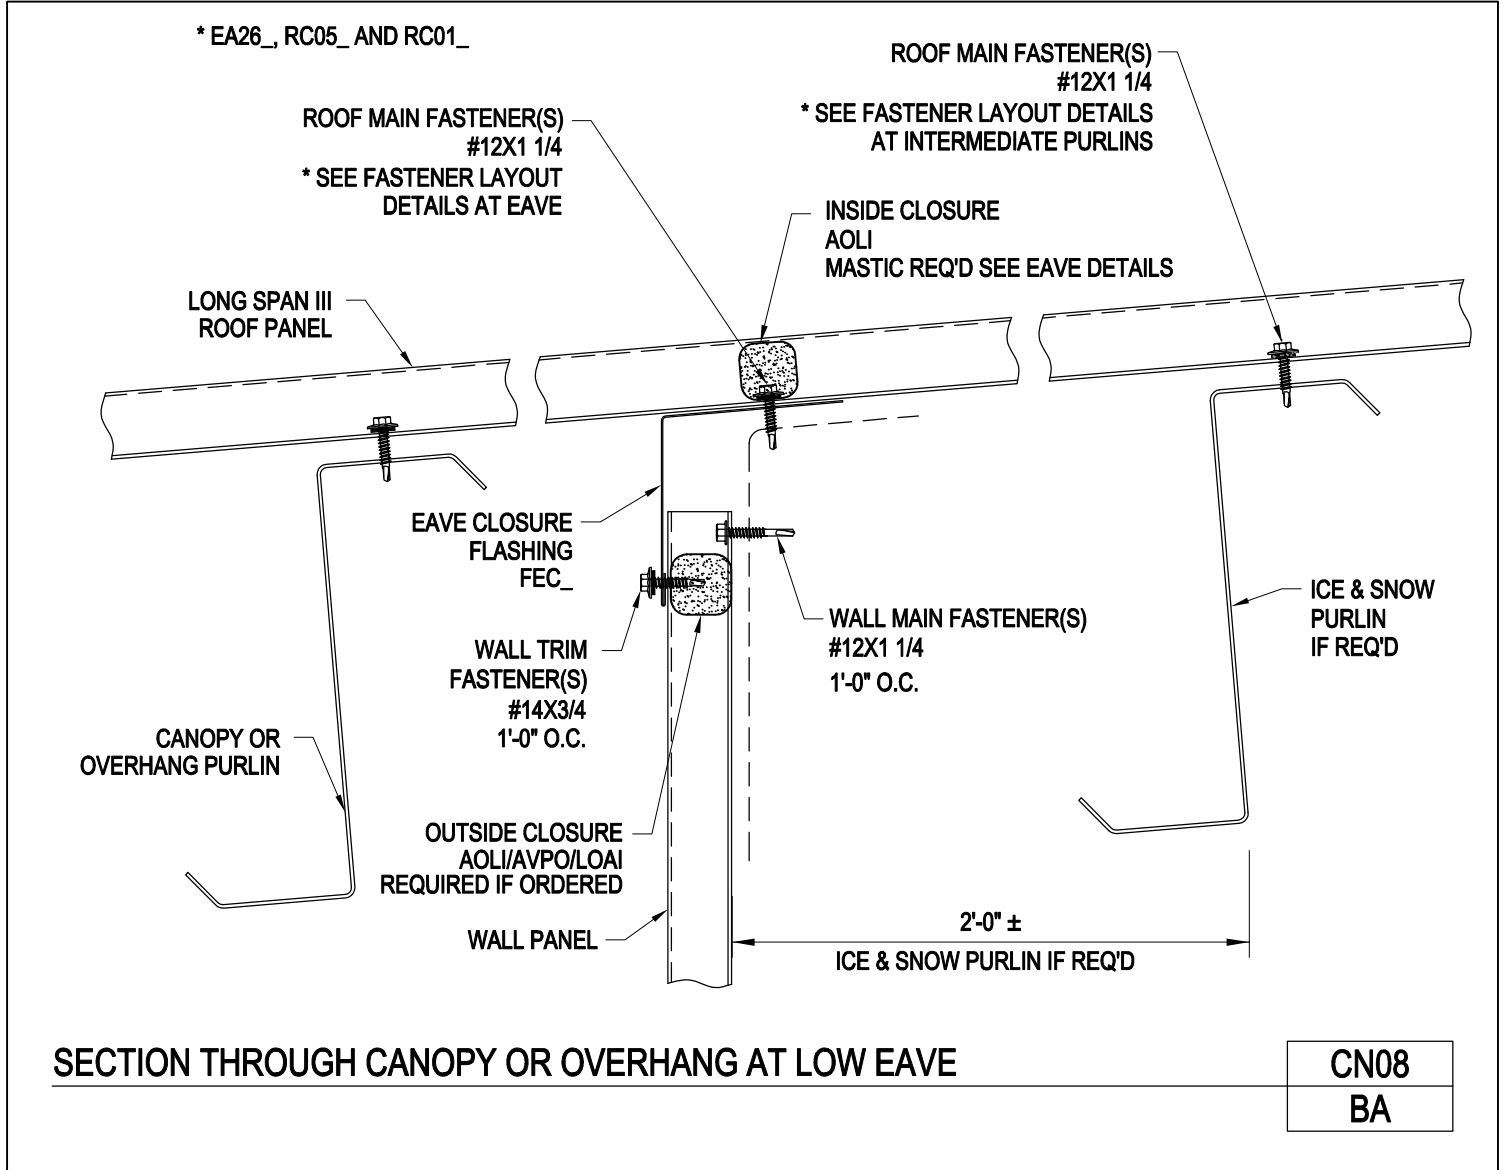 * EA26_, RC05_ AND RC01_
ROOF MAIN FASTENER(S)
#12X1 1/4
* SEE FASTENER LAYOUT DETAILS
AT INTERMEDIATE PURLINS
ROOF MAIN FASTENER(S)
#12X1 1/4
* SEE FASTENER LAYOUT
DETAILS AT EAVE
INSIDE CLOSURE
AOLI
MASTIC REQ'D SEE EAVE DETAILS
LONG SPAN III
ROOF PANEL
EAVE CLOSURE
FLASHING
FEC_
ICE & SNOW
PURLIN
IF REQ'D
WALL MAIN FASTENER(S)
#12X1 1/4
1'-0" O.C.
WALL TRIM
FASTENER(S)
#14X3/4
1'-0" O.C.
CANOPY OR
OVERHANG PURLIN
OUTSIDE CLOSURE
AOLI/AVPO/LOAI
REQUIRED IF ORDERED
WALL PANEL
2'-0" ±
ICE & SNOW PURLIN IF REQ'D
SECTION THROUGH CANOPY OR OVERHANG AT LOW EAVE
CN08
BA